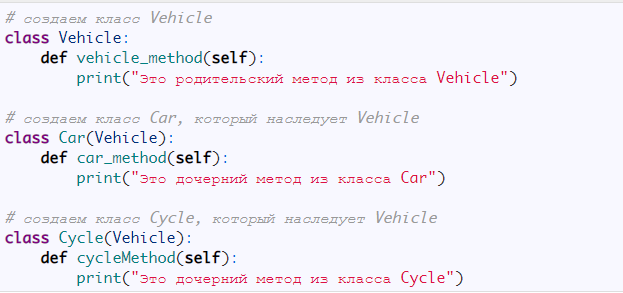 # создаем класс Vehicle
class Vehicle:
    def vehicle_method(self):
        print("Это родительский метод из класса Vehicle")

# создаем класс Car, который наследует Vehicle
class Car(Vehicle):
    def car_method(self):
        print("Это дочерний метод из класса Car")

# создаем класс Cycle, который наследует Vehicle
class Cycle(Vehicle):
    def cycleMethod(self):
        print("Это дочерний метод из класса Cycle")